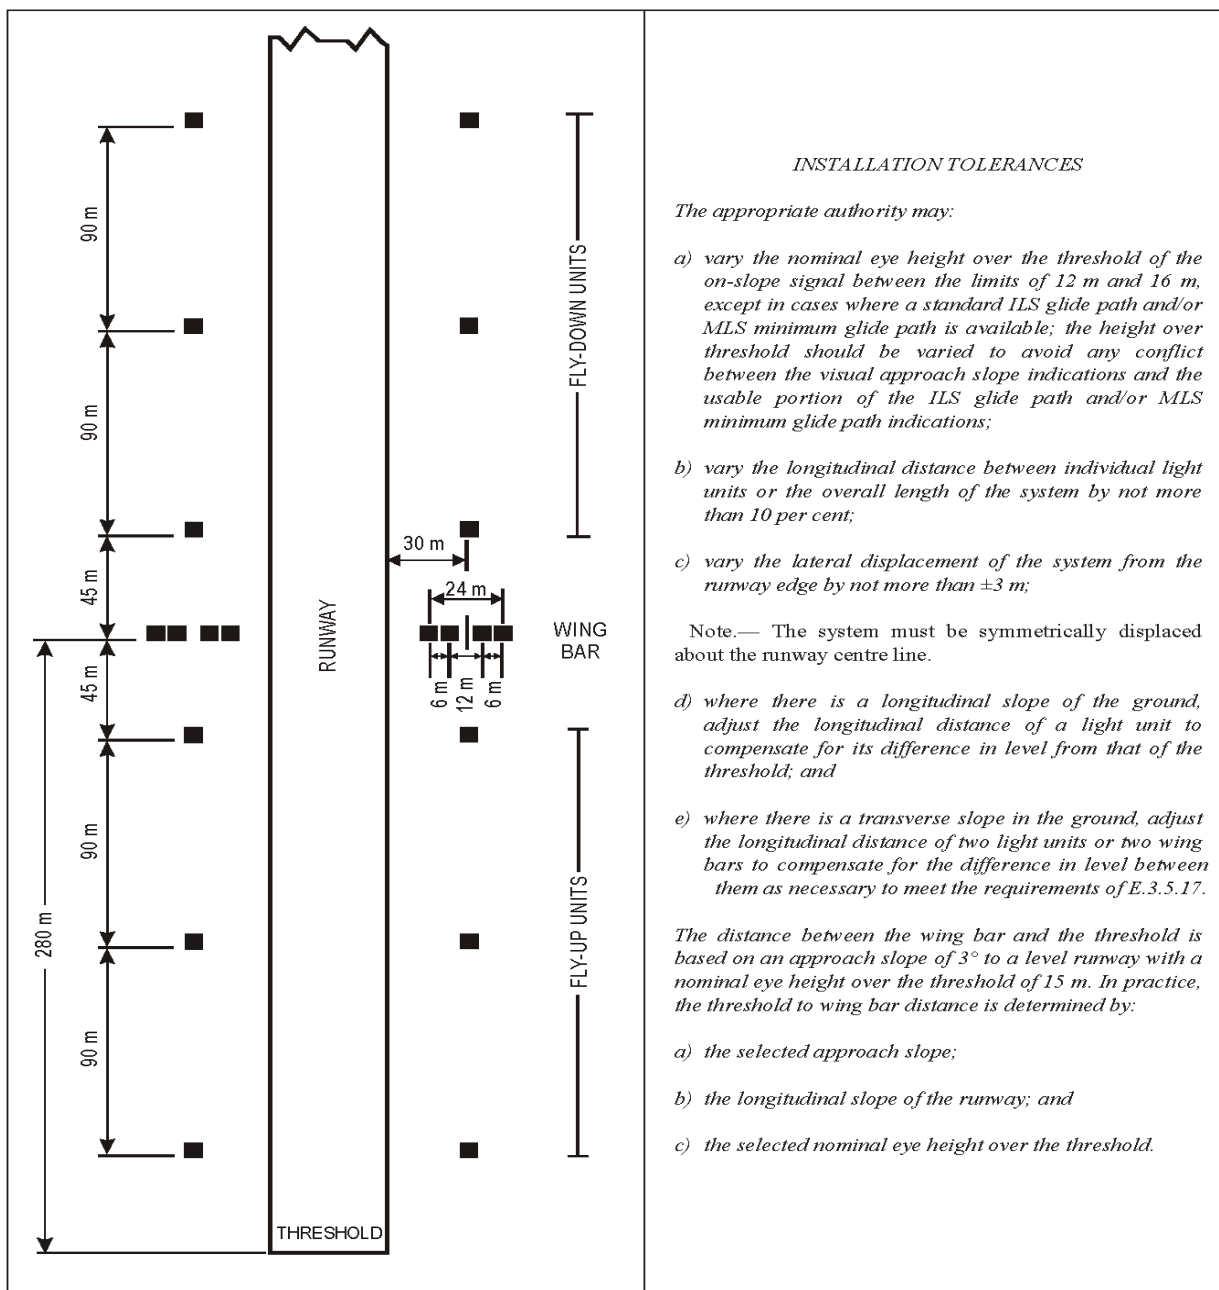 90 m
90 m
45 m
45 m
90 m
90 m
280 m
RUNWAY
THRESHOLD
30 m
24 m
6 m
12 m
6 m
FLY-DOWN UNITS
WING
BAR
FLY-UP UNITS
INSTALLATION TOLERANCES
The appropriate authority may:
a) vary the nominal eye height over the threshold of the
on-slope signal between the limits of 12 m and 16 m,
except in cases where a standard ILS glide path and/or
MLS minimum glide path is available; the height over
threshold should be varied to avoid any conflict
between the visual approach slope indications and the
usable portion of the ILS glide path and/or MLS
minimum glide path indications;
b) vary the longitudinal distance between individual light
units or the overall length of the system by not more
than 10 per cent;
c) vary the lateral displacement of the system from the
runway edge by not more than ±3 m;
Note.— The system must be symmetrically displaced
about the runway centre line.
d) where there is a longitudinal slope of the ground,
adjust the longitudinal distance of a light unit to
compensate for its difference in level from that of the
threshold; and
e) where there is a transverse slope in the ground, adjust
the longitudinal distance of two light units or two wing
bars to compensate for the difference in level between
them as necessary to meet the requirements of E.3.5.17.
The distance between the wing bar and the threshold is
based on an approach slope of 3° to a level runway with a
nominal eye height over the threshold of 15 m. In practice,
the threshold to wing bar distance is determined by:
a) the selected approach slope;
b) the longitudinal slope of the runway; and
c) the selected nominal eye height over the threshold.